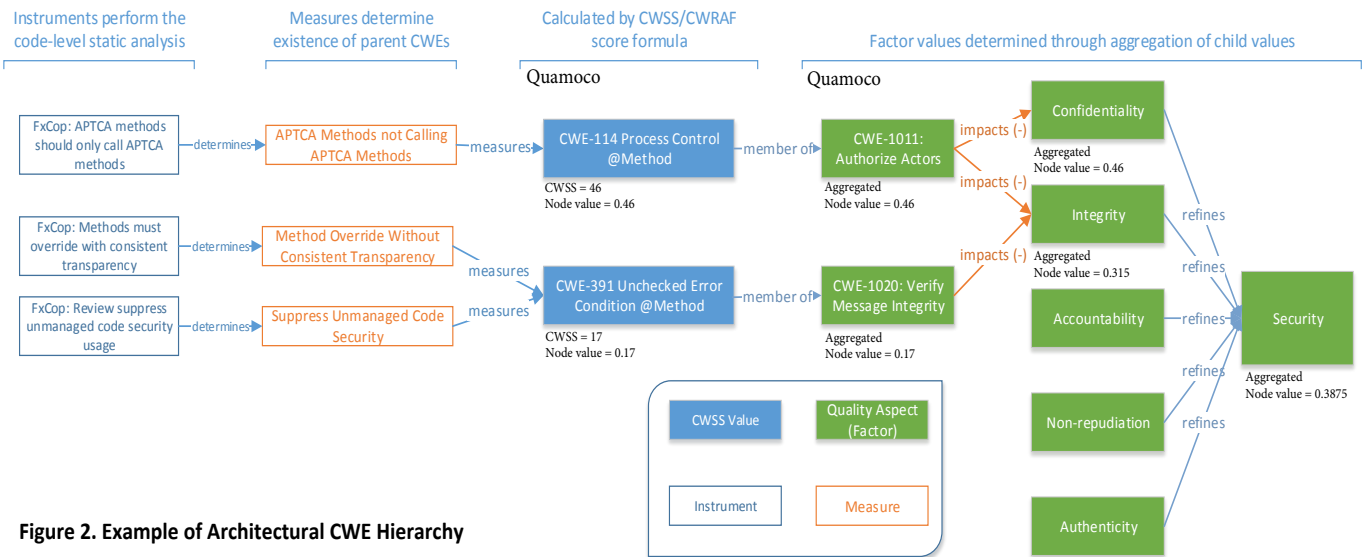 Instruments perform the
code-level static analysis
Measures determine
existence of parent CWEs
Calculated by CWSS/CWRAF
score formula
Factor values determined through aggregation of child values
Quamoco
Quamoco
FxCop: APTCA methods
should only call APTCA
methods
determines
APTCA Methods not Calling
APTCA Methods
measures
CWE-114 Process Control
@Method
CWSS = 46
Node value = 0.46
member of
CWE-1011:
Authorize Actors
Aggregated
Node value = 0.46
impacts (-)
impacts (-)
Confidentiality
Aggregated
Node value = 0.46
FxCop: Methods must
override with consistent
transparency
determines
Method Override Without
Consistent Transparency
measures
FxCop: Review suppress
unmanaged code security
usage
determines
Suppress Unmanaged Code
Security
measures
CWE-391 Unchecked Error
Condition @Method
CWSS = 17
Node value = 0.17
member of
CWE-1020: Verify
Message Integrity
Aggregated
Node value = 0.17
impacts (-)
Integrity
Aggregated
Node value = 0.315
Accountability
Non-repudiation
Authenticity
refines
refines
refines
refines
refines
Security
Aggregated
Node value = 0.3875
CWSS Value
Quality Aspect
(Factor)
Instrument
Measure
Figure 2. Example of Architectural CWE Hierarchy